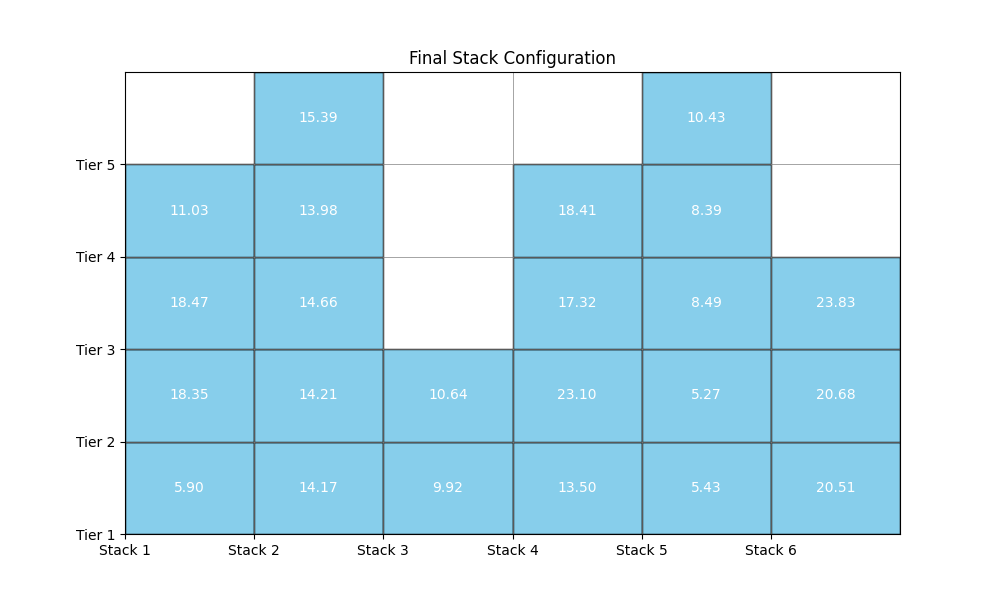 Final Stack Configuration
15.39 10.43
Tier 5
11.03 13.98 18.41 8.39
Tier 4
18.47 14.66 17.32 8.49 23.83
Tier 3
18.35 14.21 10.64 23.10 5.27 20.68
Tier 2
5.90 14.17 9.92 13.50 5.43 20.51
Tier 1
Stack 1 Stack 2 Stack 3 Stack 4 Stack 5 Stack 6